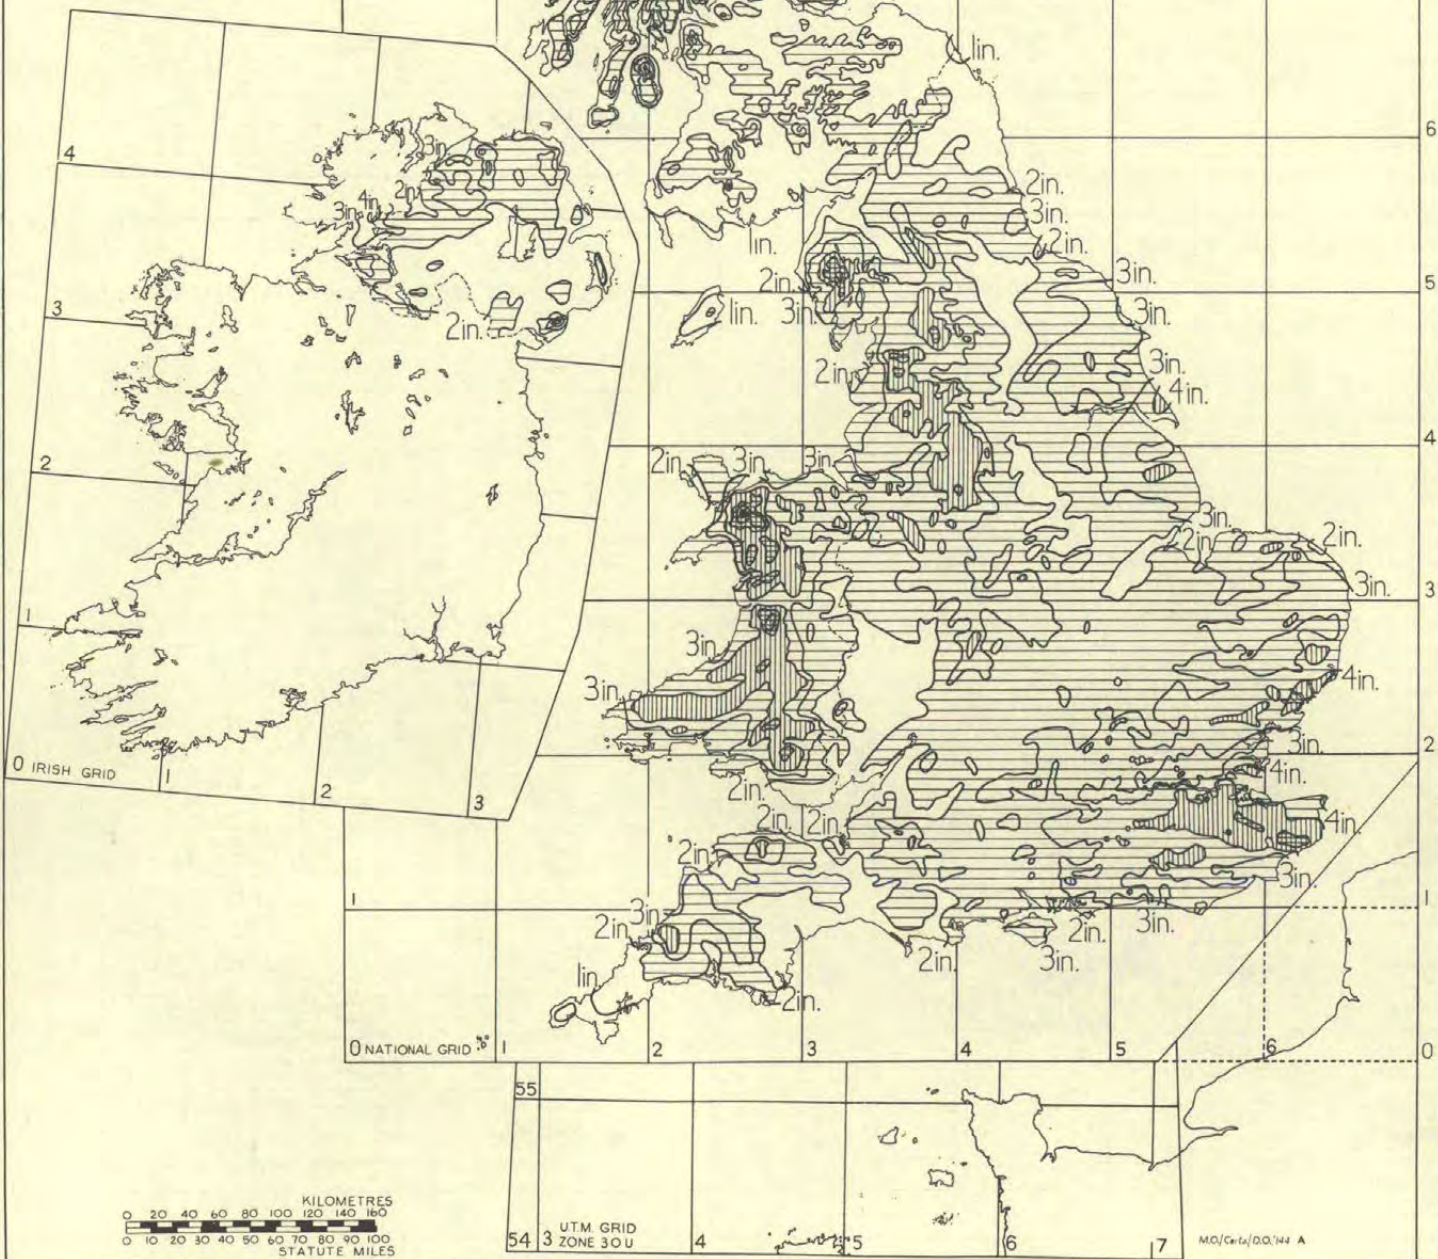 1in.
6
4
3in.
2in.
4in.
3in.
2in.
3in.
2in.
1in.
3in.
2in.
3in.
5
3
1in.
3in.
3in.
2in.
3in.
2in.
4in.
4
2
2in.
3in.
3in.
3in.
2in.
2in.
3in.
3
1
3in.
3in.
4in.
3in.
2
0 IRISH GRID
1
2
3
2in.
4in.
2in.
2in.
4in.
2in.
3in.
1
3in.
1
2in.
2in.
3in.
2in.
3in.
1in.
2in.
0 NATIONAL GRID
1
2
3
4
5
6
0
55
KILOMETRES
0 20 40 60 80 100 120 140 160
0 10 20 30 40 50 60 70 80 90 100
STATUTE MILES
54
3
U.T.M. GRID
ZONE 30 U
4
5
6
7
M.O./Carto/D.O.'144 A